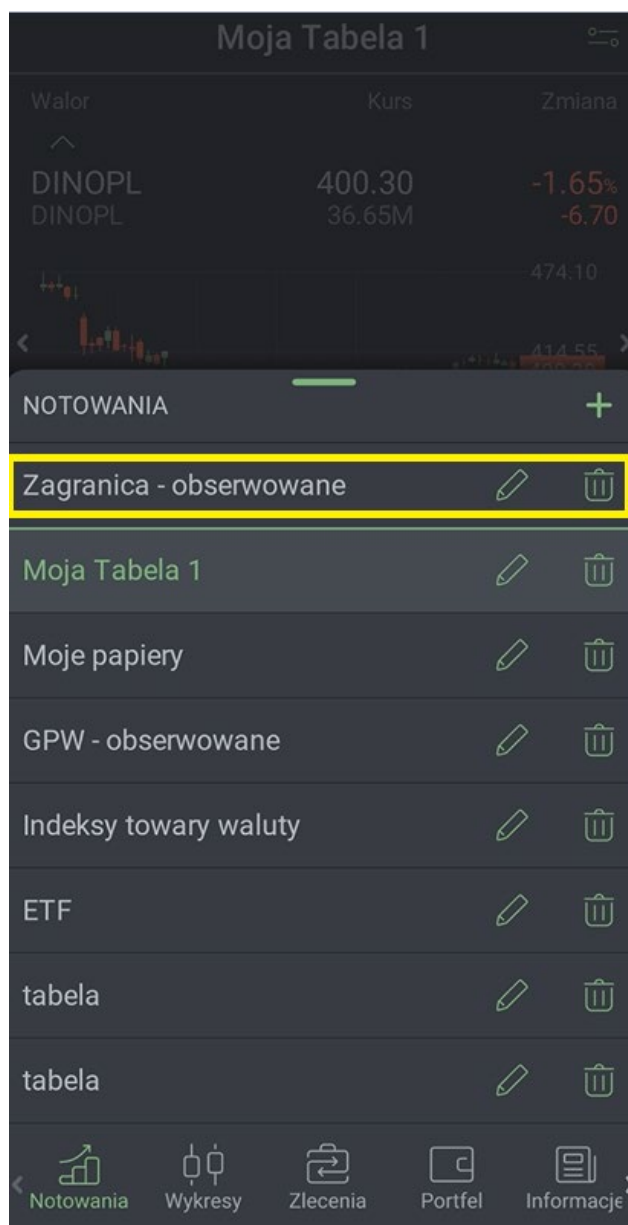 Moja Tabela 1
Walor Kurs Zmiana
DINOPL 400.30 -1.65%
DINOPL 36.65M -6.70
474.10
414.55
NOTOWANIA
Zagranica - obserwowane
Moja Tabela 1
Moje papiery
GPW - obserwowane
Indeksy towary waluty
ETF
tabela
tabela
Notowania Wykresy Zlecenia Portfel Informacje